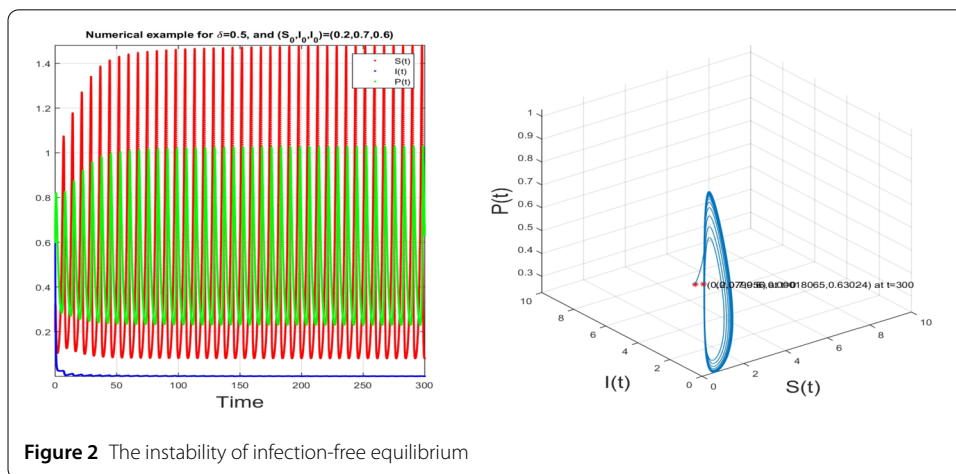 Numerical example for δ=0.5, and (S0,I0,I0)=(0.2,0.7,0.6)
S(t)
I(t)
P(t)
1.4
1.2
1
0.8
0.6
0.4
0.2
0 50 100 150 200 250 300
Time
1
0.9
0.8
0.7
0.6
0.5
0.4
0.3
P(t)
10
8
6
4
2
0
I(t)
0
2
4
6
8
10
S(t)
at t=300
Figure 2 The instability of infection-free equilibrium